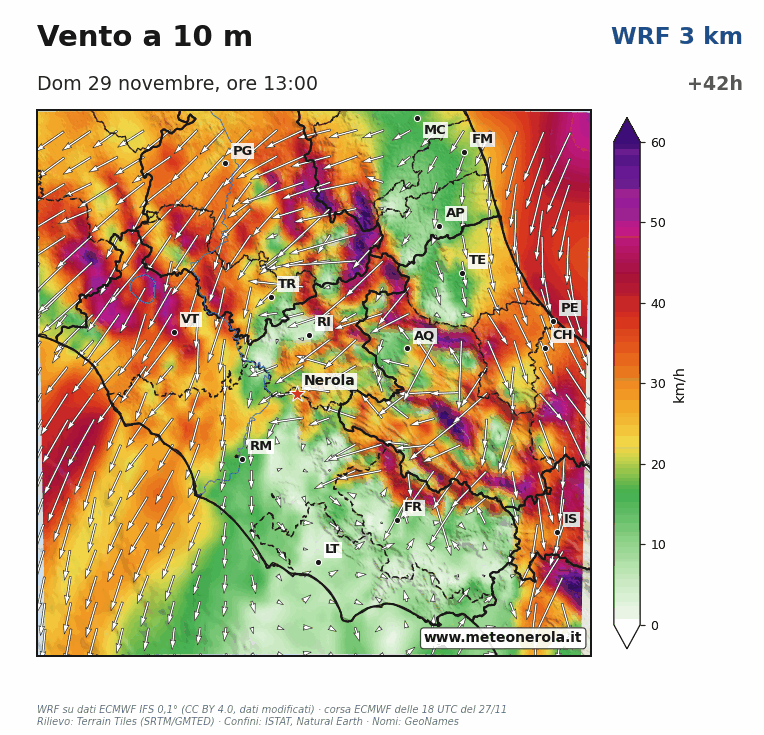 Vento a 10 m
WRF 3 km
Dom 29 novembre, ore 13:00
+42h
MC
FM
PG
AP
TE
TR
PE
VT
RI
AQ
CH
Nerola
RM
FR
IS
LT
www.meteonerola.it
60
50
40
30
20
10
0
km/h
WRF su dati ECMWF IFS 0,1° (CC BY 4.0, dati modificati) · corsa ECMWF delle 18 UTC del 27/11
Rilievo: Terrain Tiles (SRTM/GMTED) · Confini: ISTAT, Natural Earth · Nomi: GeoNames